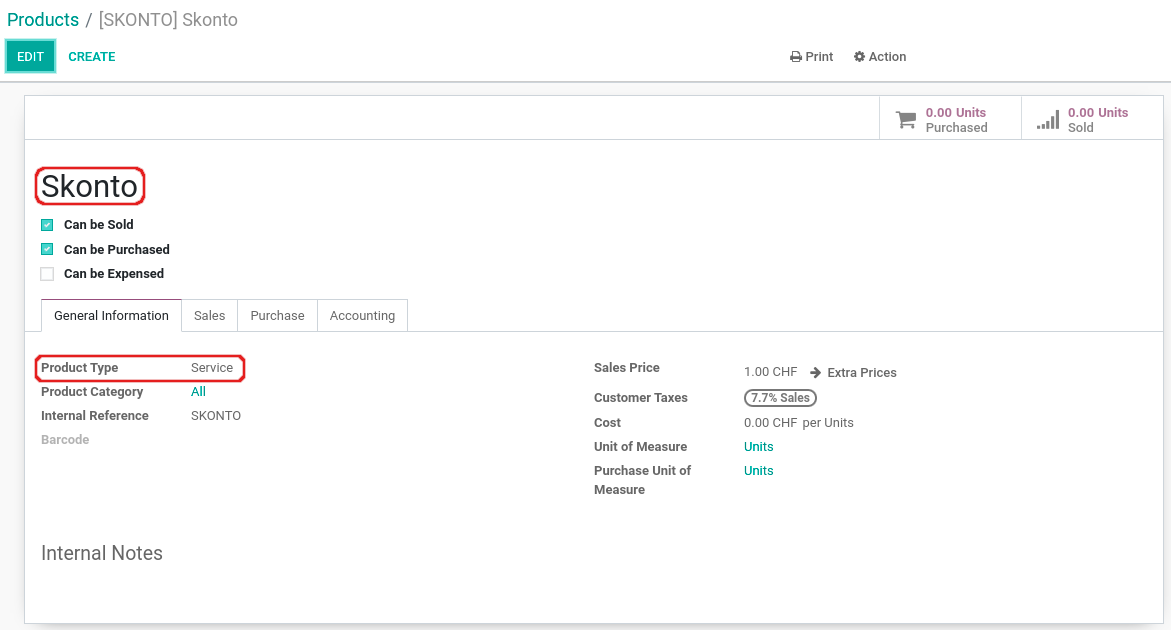 Products / [SKONTO] Skonto
EDIT CREATE Print Action
0.00 Units
Purchased
0.00 Units
Sold
Skonto
Can be Sold
Can be Purchased
Can be Expensed
General Information Sales Purchase Accounting
Product Type Service
Product Category All
Internal Reference SKONTO
Barcode
Sales Price 1.00 CHF Extra Prices
Customer Taxes 7.7% Sales
Cost 0.00 CHF per Units
Unit of Measure Units
Purchase Unit of Units
Measure
Internal Notes